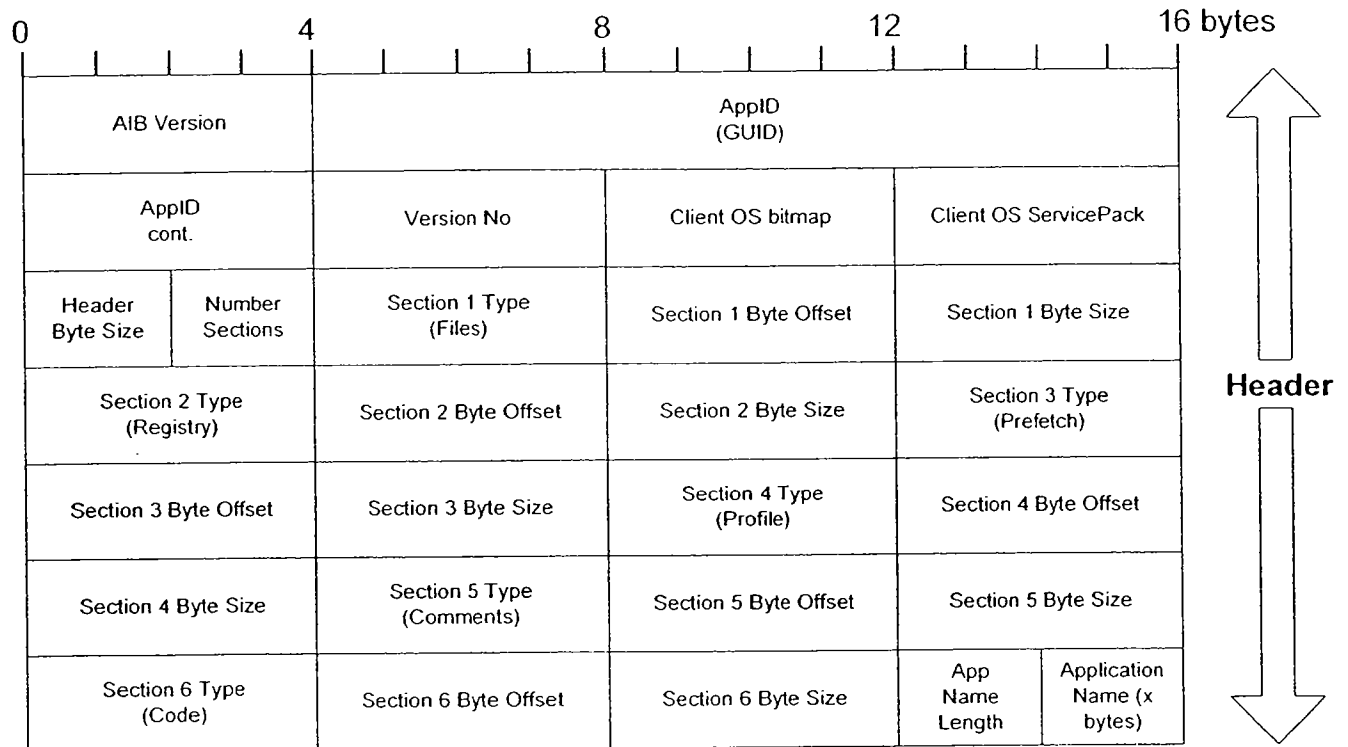 0 4 8 12 16 bytes
AIB Version
AppID
(GUID)
AppID
cont.
Version No
Client OS bitmap
Client OS ServicePack
Header
Byte Size
Number
Sections
Section 1 Type
(Files)
Section 1 Byte Offset
Section 1 Byte Size
Section 2 Type
(Registry)
Section 2 Byte Offset
Section 2 Byte Size
Section 3 Type
(Prefetch)
Header
Section 3 Byte Offset
Section 3 Byte Size
Section 4 Type
(Profile)
Section 4 Byte Offset
Section 4 Byte Size
Section 5 Type
(Comments)
Section 5 Byte Offset
Section 5 Byte Size
Section 6 Type
(Code)
Section 6 Byte Offset
Section 6 Byte Size
App
Name
Length
Application
Name (x
bytes)